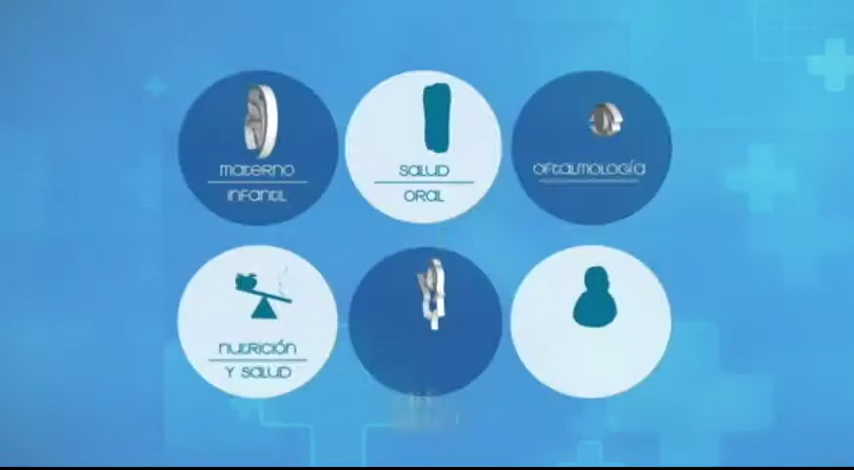 materno
infantil
salud
oral
oftalmología
nutrición
y salud